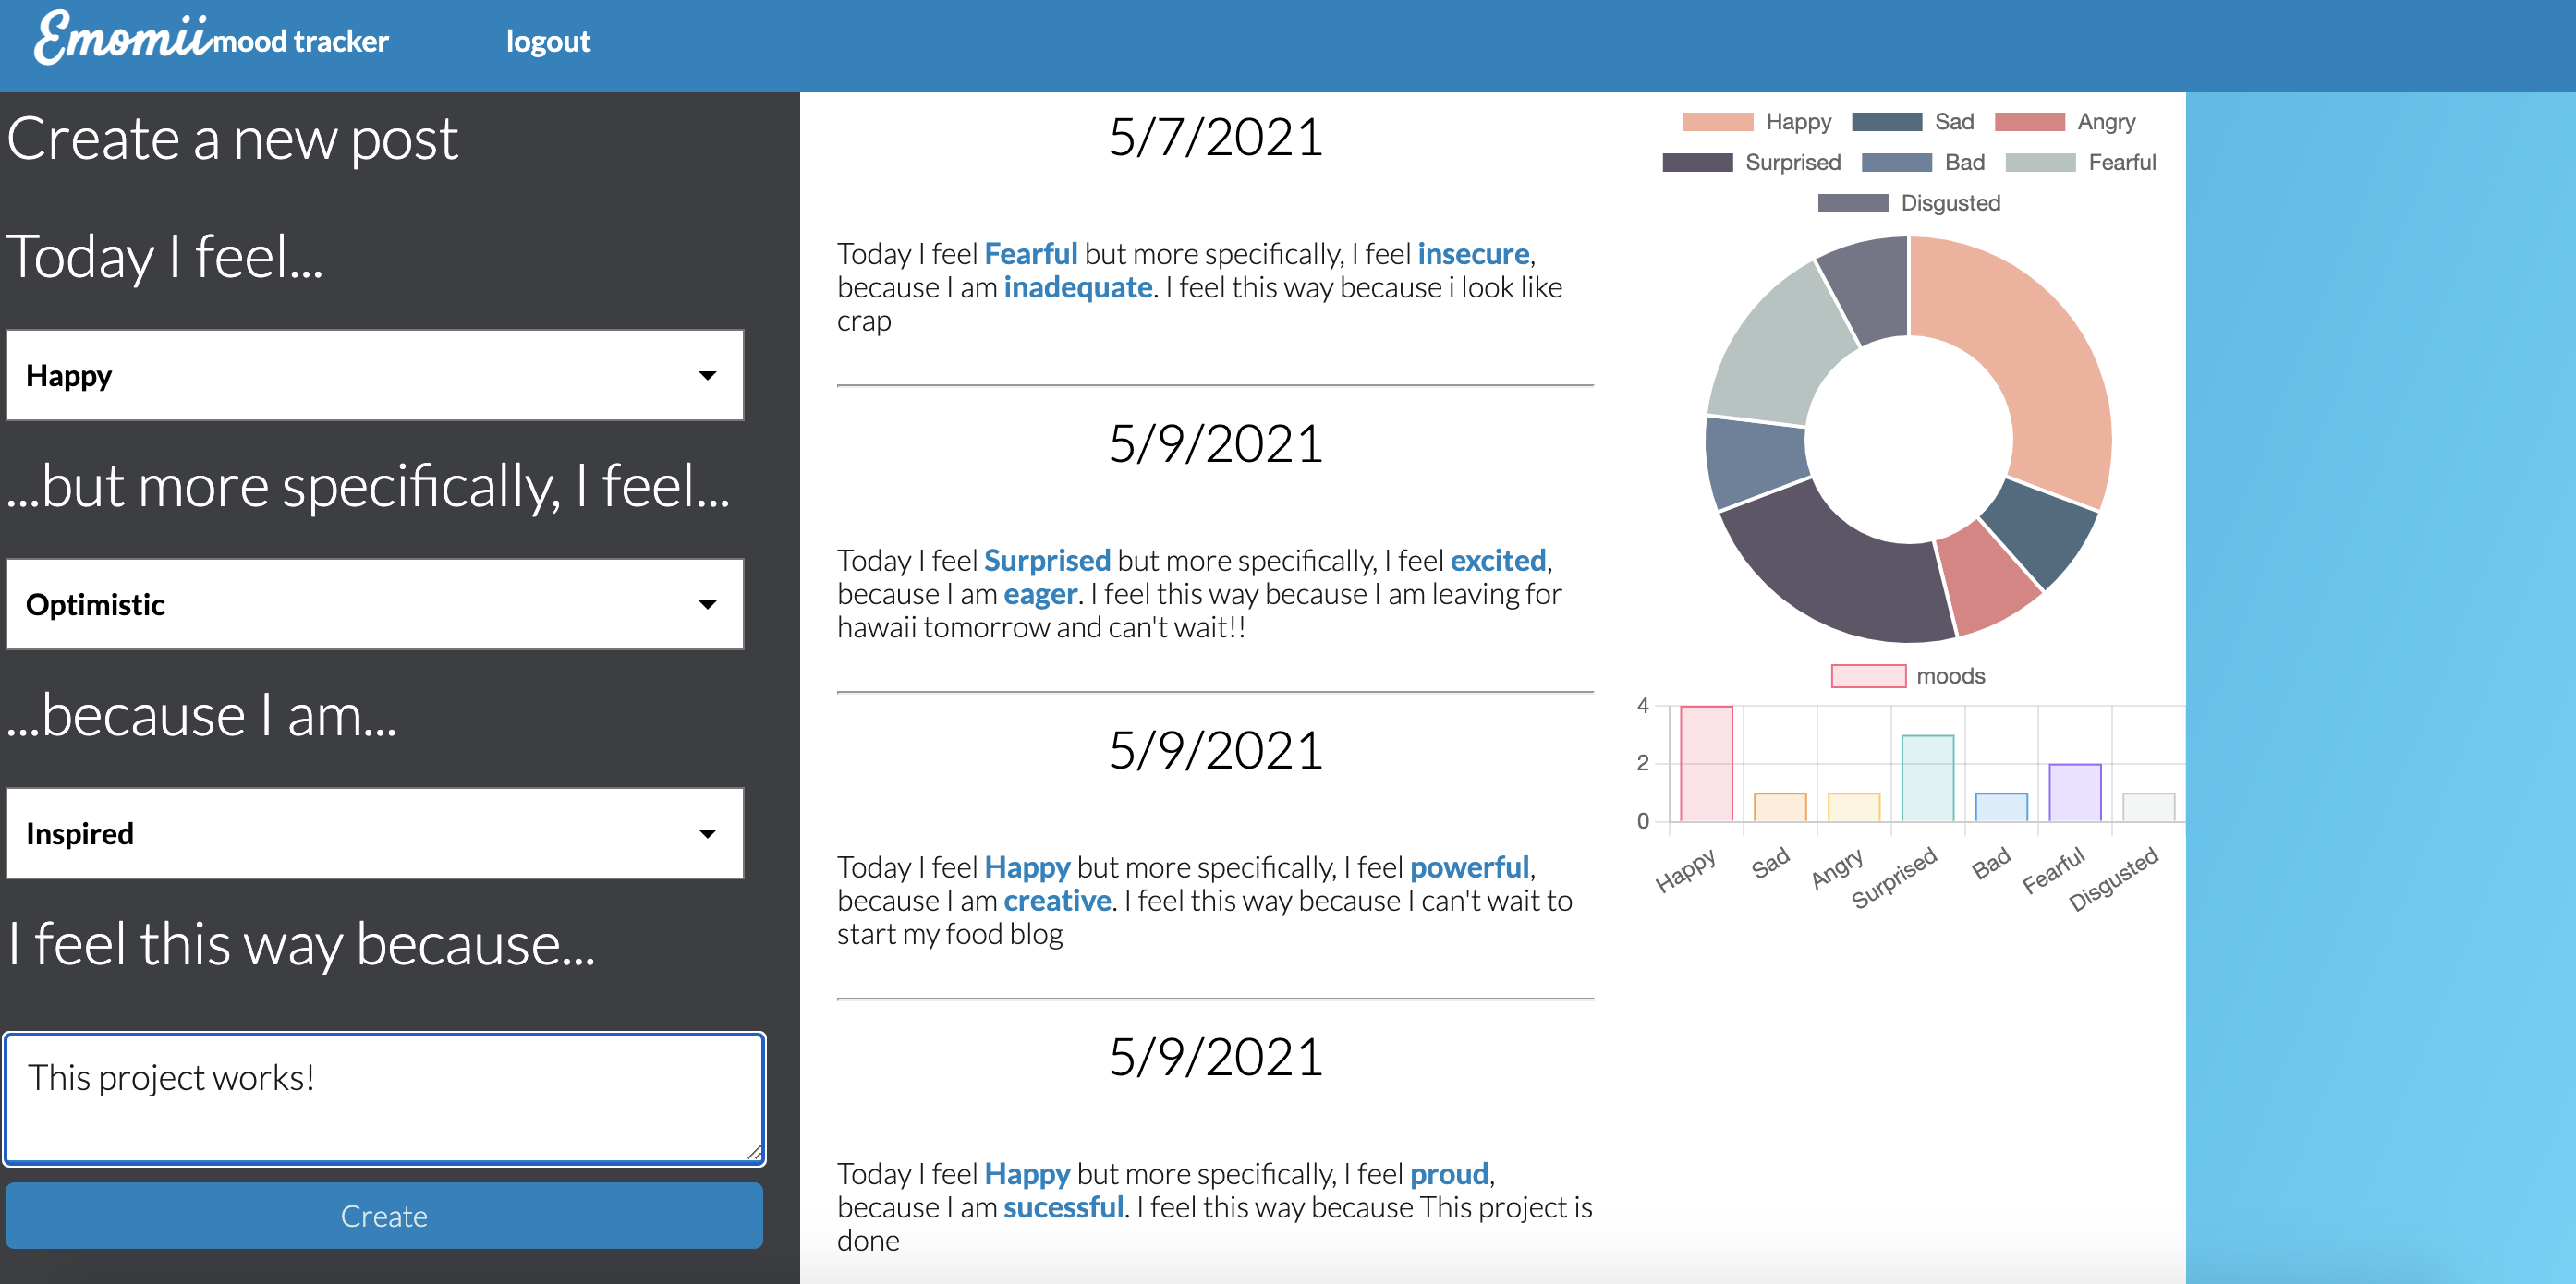 Emomii mood tracker logout
Create a new post
Today I feel...
Happy
...but more specifically, I feel...
Optimistic
...because I am...
Inspired
I feel this way because...
This project works!
Create
5/7/2021
Today I feel Fearful but more specifically, I feel insecure,
because I am inadequate. I feel this way because i look like
crap
5/9/2021
Today I feel Surprised but more specifically, I feel excited,
because I am eager. I feel this way because I am leaving for
hawaii tomorrow and can't wait!!
5/9/2021
Today I feel Happy but more specifically, I feel powerful,
because I am creative. I feel this way because I can't wait to
start my food blog
5/9/2021
Today I feel Happy but more specifically, I feel proud,
because I am sucessful. I feel this way because This project is
done
Happy Sad Angry
Surprised Bad Fearful
Disgusted
moods
4
2
0
Happy Sad Angry Surprised Bad Fearful Disgusted